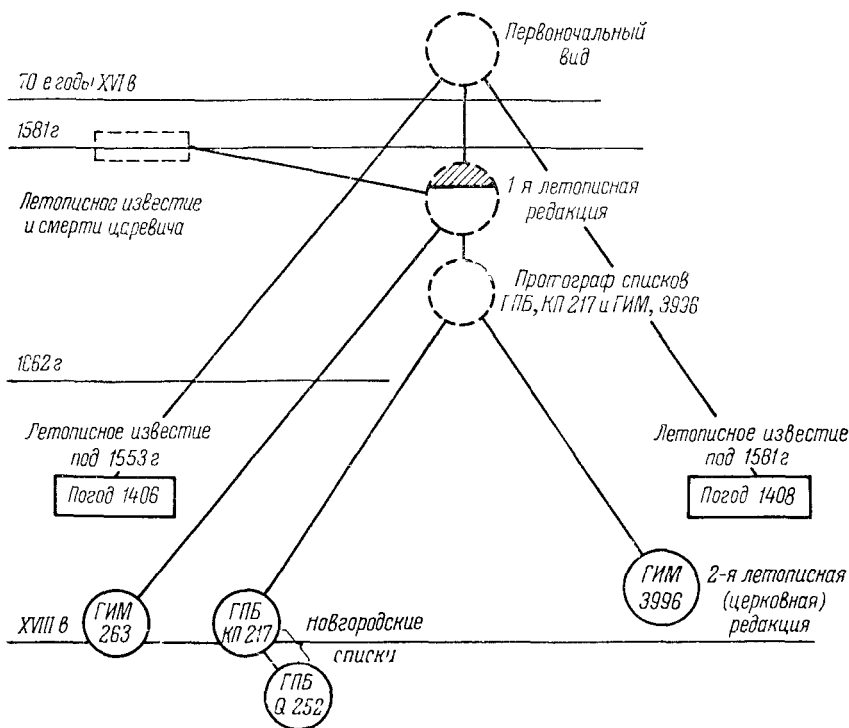 Первоночальный
вид
70 е годы XVI в
1581 г
1 я летописная
редакция
Летописное известие
и смерти царевича
Протограф списков
ГПБ, КП 217 и ГИМ, 3996
1662 г
Летописное известие
под 1553 г
Погод 1406
Летописное известие
под 1581 г
Погод 1408
ГИМ
3996
2-я летописная
(церковная)
редакция
XVIII в
ГИМ
263
ГПБ
КП 217
новгородские
списки
ГПБ
Q 252